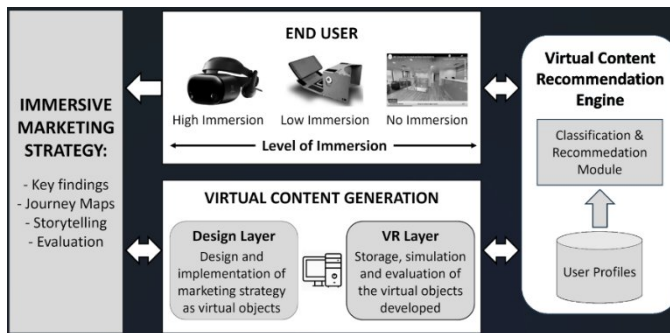 IMMERSIVE
MARKETING
STRATEGY:
- Key findings
- Journey Maps
- Storytelling
- Evaluation
END USER
High Immersion
Low Immersion
No Immersion
Level of Immersion
VIRTUAL CONTENT GENERATION
Design Layer
Design and
implementation of
marketing strategy
as virtual objects
VR Layer
Storage, simulation
and evaluation of
the virtual objects
developed
Virtual Content
Recommendation
Engine
Classification &
Recommedation
Module
User Profiles